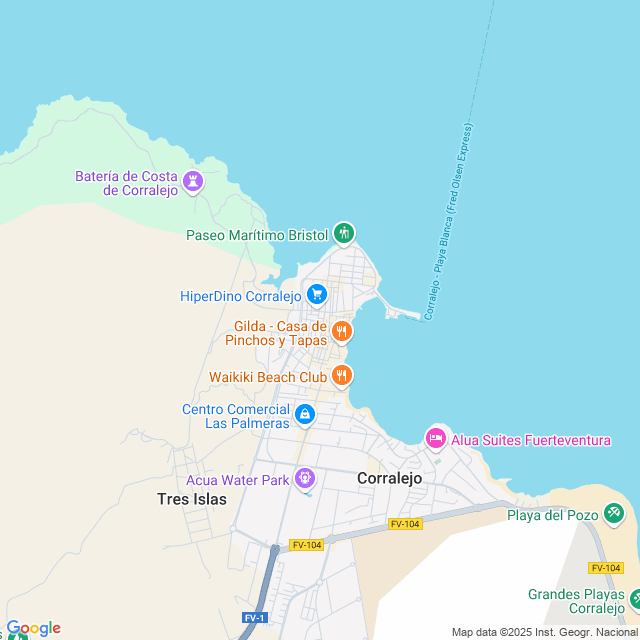 Corralejo - Playa Blanca (Fred Olsen Express)
Batería de Costa
de Corralejo
Paseo Marítimo Bristol
HiperDino Corralejo
Gilda - Casa de
Pinchos y Tapas
Waikiki Beach Club
Centro Comercial
Las Palmeras
Alua Suites Fuerteventura
Acua Water Park
Corralejo
Tres Islas
Playa del Pozo
FV-104
FV-104
FV-104
Grandes Playas
Corralejo
FV-1
s
Google
Map data ©2025 Inst. Geogr. Nacional